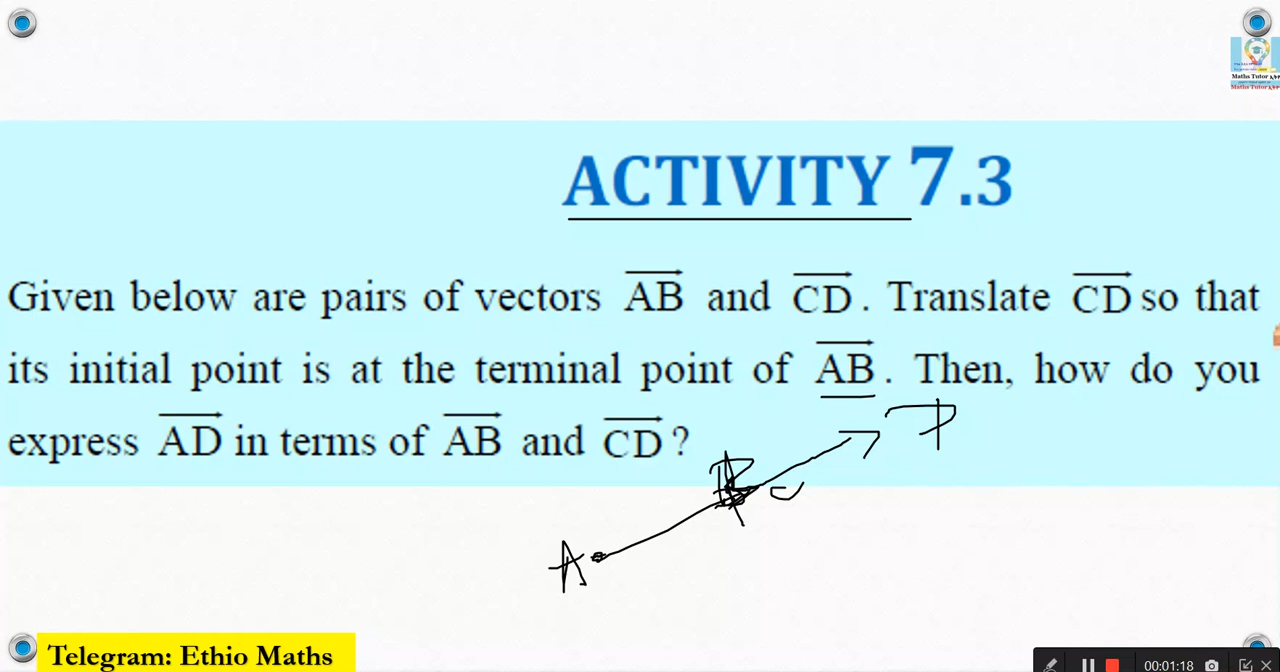 ACTIVITY 7.3
Given below are pairs of vectors AB and CD. Translate CD so that
its initial point is at the terminal point of AB. Then, how do you
express AD in terms of AB and CD?
B
C
A
Telegram: Ethio Maths
00:01:18